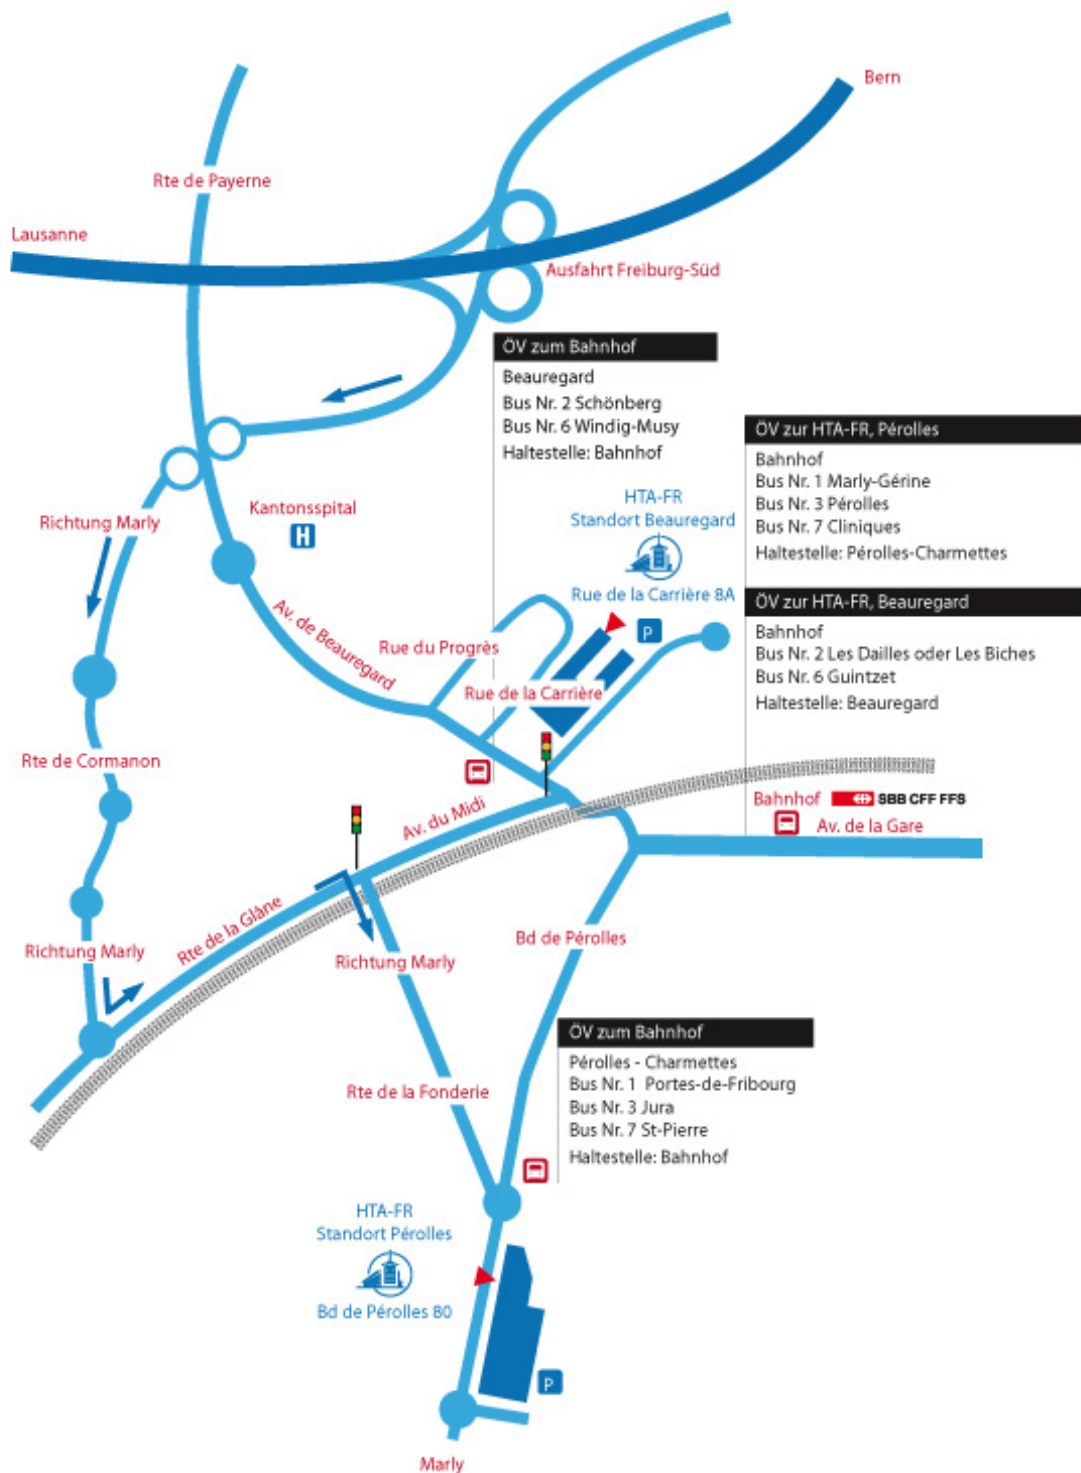 Bern
Rte de Payerne
Lausanne
Ausfahrt Freiburg-Süd
ÖV zum Bahnhof
Beauregard
Bus Nr. 2 Schönberg
Bus Nr. 6 Windig-Musy
Haltestelle: Bahnhof
ÖV zur HTA-FR, Pérolles
Bahnhof
Bus Nr. 1 Marly-Gérine
Bus Nr. 3 Pérolles
Bus Nr. 7 Cliniques
Haltestelle: Pérolles-Charmettes
HTA-FR
Standort Beauregard
Rue de la Carrière 8A
P
Kantonsspital
H
Richtung Marly
ÖV zur HTA-FR, Beauregard
Bahnhof
Bus Nr. 2 Les Dailles oder Les Biches
Bus Nr. 6 Guintzet
Haltestelle: Beauregard
Av. de Beauregard
Rue du Progrès
Rue de la Carrière
Rte de Cormanon
Bahnhof
SBB CFF FFS
Av. de la Gare
Av. du Midi
Rte de la Glâne
Richtung Marly
Richtung Marly
Bd de Pérolles
ÖV zum Bahnhof
Pérolles - Charmettes
Bus Nr. 1 Portes-de-Fribourg
Bus Nr. 3 Jura
Bus Nr. 7 St-Pierre
Haltestelle: Bahnhof
Rte de la Fonderie
HTA-FR
Standort Pérolles
Bd de Pérolles 80
P
Marly